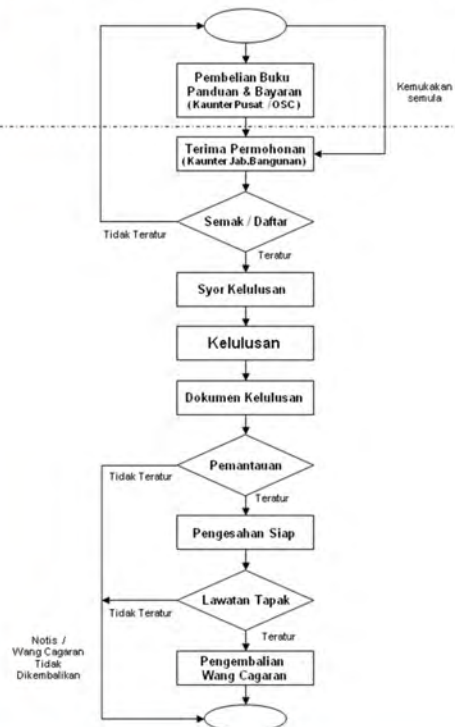 Pembelian Buku
Panduan & Bayaran
(Kaunter Pusat / OSC)
Kemukakan
semula
Terima Permohonan
(Kaunter Jab.Bangunan)
Semak / Daftar
Tidak Teratur
Teratur
Syor Kelulusan
Kelulusan
Dokumen Kelulusan
Pemantauan
Tidak Teratur
Teratur
Pengesahan Siap
Lawatan Tapak
Tidak Teratur
Teratur
Notis /
Wang Cagaran
Tidak
Dikembalikan
Pengembalian
Wang Cagaran